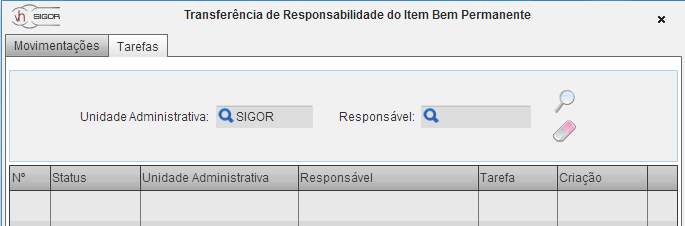 SIGOR
Transferência de Responsabilidade do Item Bem Permanente
Movimentações Tarefas
Unidade Administrativa: SIGOR Responsável:
Nº Status Unidade Administrativa Responsável Tarefa Criação